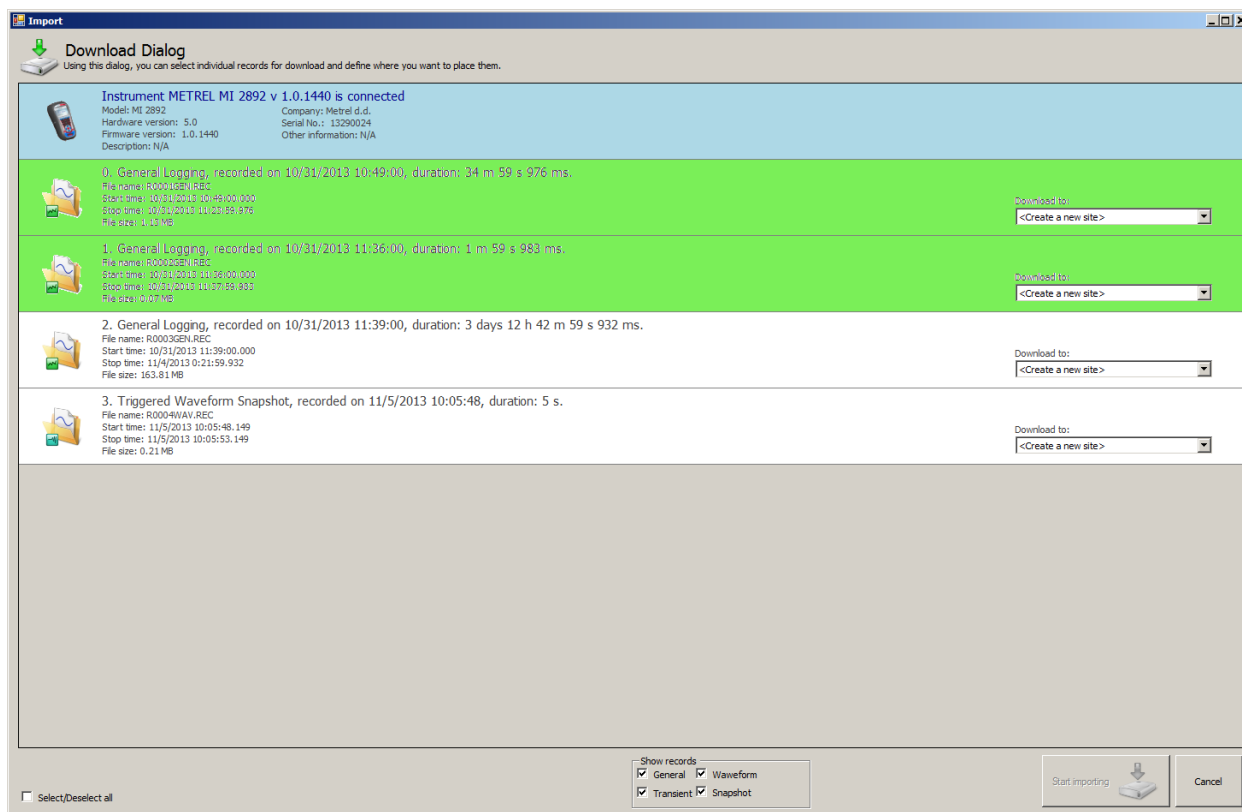 Import
Download Dialog
Using this dialog, you can select individual records for download and define where you want to place them.
Instrument METREL MI 2892 v 1.0.1440 is connected
Model: MI 2892 Company: Metrel d.d.
Hardware version: 5.0 Serial No.: 13290024
Firmware version: 1.0.1440 Other information: N/A
Description: N/A
0. General Logging, recorded on 10/31/2013 10:49:00, duration: 34 m 59 s 976 ms.
File name: R0001GEN.REC
Start time: 10/31/2013 10:49:00.000
Stop time: 10/31/2013 11:23:59.976
File size: 1.13 MB
Download to:
<Create a new site>
1. General Logging, recorded on 10/31/2013 11:36:00, duration: 1 m 59 s 983 ms.
File name: R0002GEN.REC
Start time: 10/31/2013 11:36:00.000
Stop time: 10/31/2013 11:37:59.983
File size: 0.07 MB
Download to:
<Create a new site>
2. General Logging, recorded on 10/31/2013 11:39:00, duration: 3 days 12 h 42 m 59 s 932 ms.
File name: R0003GEN.REC
Start time: 10/31/2013 11:39:00.000
Stop time: 11/4/2013 0:21:59.932
File size: 163.81 MB
Download to:
<Create a new site>
3. Triggered Waveform Snapshot, recorded on 11/5/2013 10:05:48, duration: 5 s.
File name: R0004WAV.REC
Start time: 11/5/2013 10:05:48.149
Stop time: 11/5/2013 10:05:53.149
File size: 0.21 MB
Download to:
<Create a new site>
Show records
General Waweform
Transient Snapshot
Select/Deselect all
Start importing
Cancel